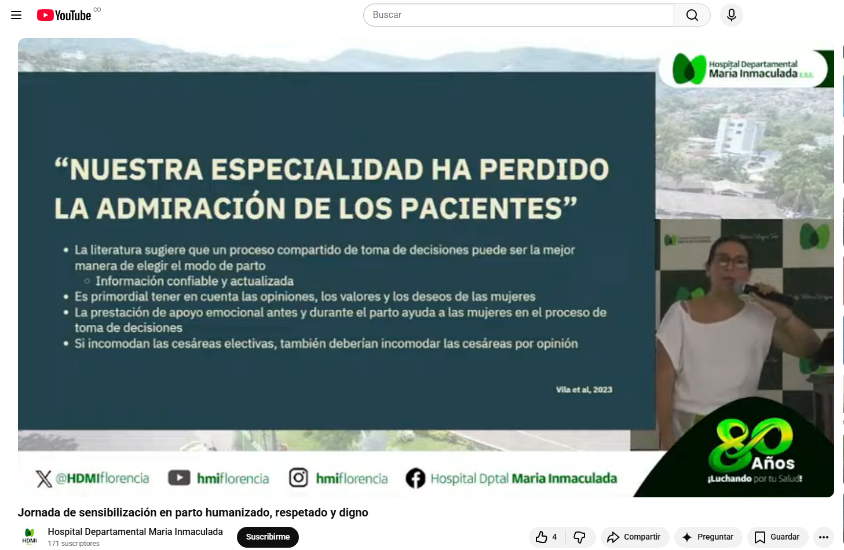 YouTube CO
Buscar
Hospital Departamental
María Inmaculada E.S.E.
“NUESTRA ESPECIALIDAD HA PERDIDO
LA ADMIRACIÓN DE LOS PACIENTES”
• La literatura sugiere que un proceso compartido de toma de decisiones puede ser la mejor
manera de elegir el modo de parto
○ Información confiable y actualizada
• Es primordial tener en cuenta las opiniones, los valores y los deseos de las mujeres
• La prestación de apoyo emocional antes y durante el parto ayuda a las mujeres en el proceso de
toma de decisiones
• Si incomodan las cesáreas electivas, también deberían incomodar las cesáreas por opinión
Vila et al, 2023
80
Años
¡Luchando por tu Salud!
@HDMIflorencia hmiflorencia hmiflorencia Hospital Dptal Maria Inmaculada
Jornada de sensibilización en parto humanizado, respetado y digno
HDMI
Hospital Departamental Maria Inmaculada
171 suscriptores
Suscribirme
4
Compartir
Preguntar
Guardar